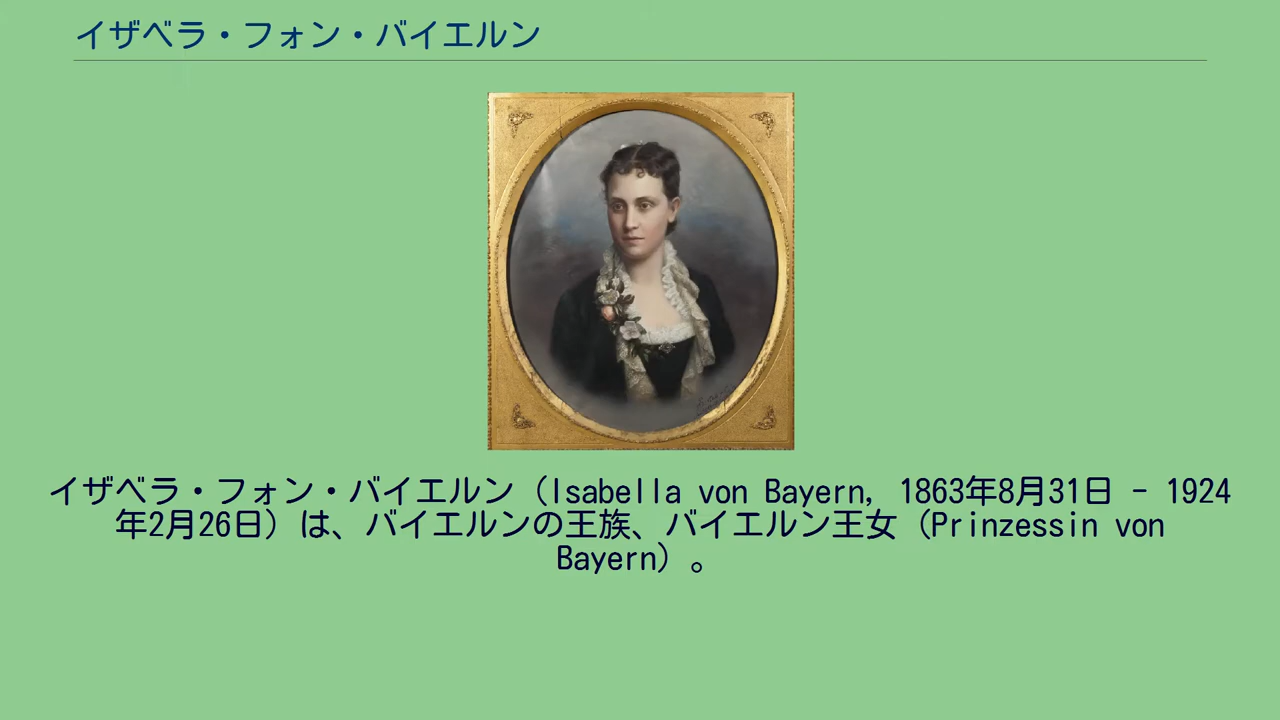 イザベラ・フォン・バイエルン
イザベラ・フォン・バイエルン（Isabella von Bayern, 1863年8月31日 - 1924
年2月26日）は、バイエルンの王族、バイエルン王女（Prinzessin von
Bayern）。